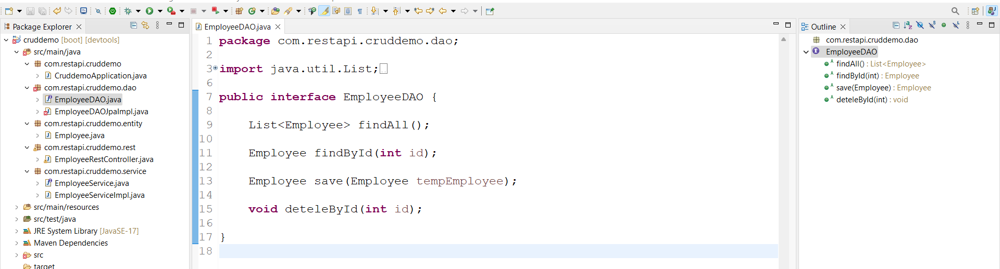 Package Explorer
cruddemo [boot] [devtools]
src/main/java
com.restapi.cruddemo
CruddemoApplication.java
com.restapi.cruddemo.dao
EmployeeDAO.java
EmployeeDAOJpaImpl.java
com.restapi.cruddemo.entity
Employee.java
com.restapi.cruddemo.rest
EmployeeRestController.java
com.restapi.cruddemo.service
EmployeeService.java
EmployeeServiceImpl.java
src/main/resources
src/test/java
JRE System Library [JavaSE-17]
Maven Dependencies
src
target
EmployeeDAO.java
1 package com.restapi.cruddemo.dao;
2
3 import java.util.List;
6
7 public interface EmployeeDAO {
8
9 List<Employee> findAll();
10
11 Employee findById(int id);
12
13 Employee save(Employee tempEmployee);
14
15 void deteleById(int id);
16
17 }
18
Outline
com.restapi.cruddemo.dao
EmployeeDAO
findAll() : List<Employee>
findById(int) : Employee
save(Employee) : Employee
deteleById(int) : void